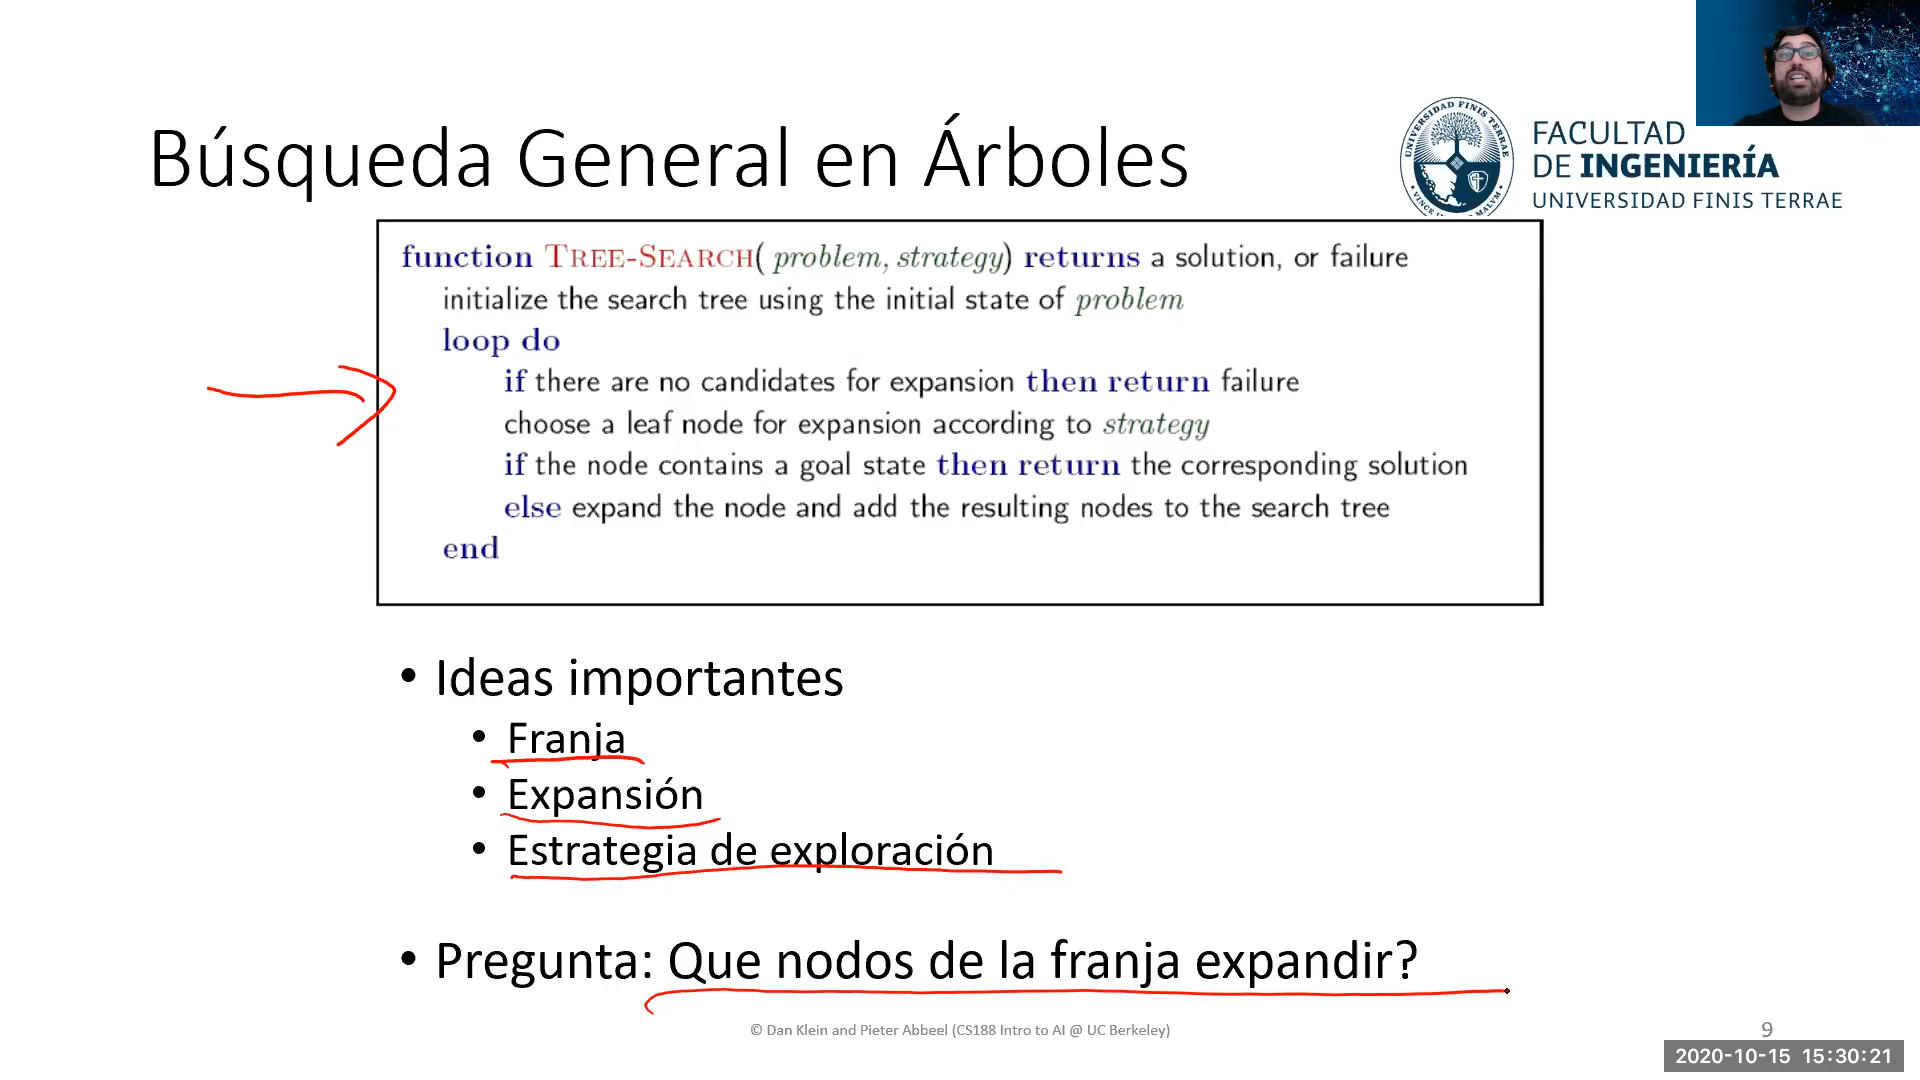 Búsqueda General en Árboles
UNIVERSIDAD FINIS TERRAE
FACULTAD
DE INGENIERÍA
UNIVERSIDAD FINIS TERRAE
function TREE-SEARCH( problem, strategy) returns a solution, or failure
initialize the search tree using the initial state of problem
loop do
if there are no candidates for expansion then return failure
choose a leaf node for expansion according to strategy
if the node contains a goal state then return the corresponding solution
else expand the node and add the resulting nodes to the search tree
end
• Ideas importantes
• Franja
• Expansión
• Estrategia de exploración
• Pregunta: Que nodos de la franja expandir?
© Dan Klein and Pieter Abbeel (CS188 Intro to AI @ UC Berkeley)
9
2020-10-15 15:30:21